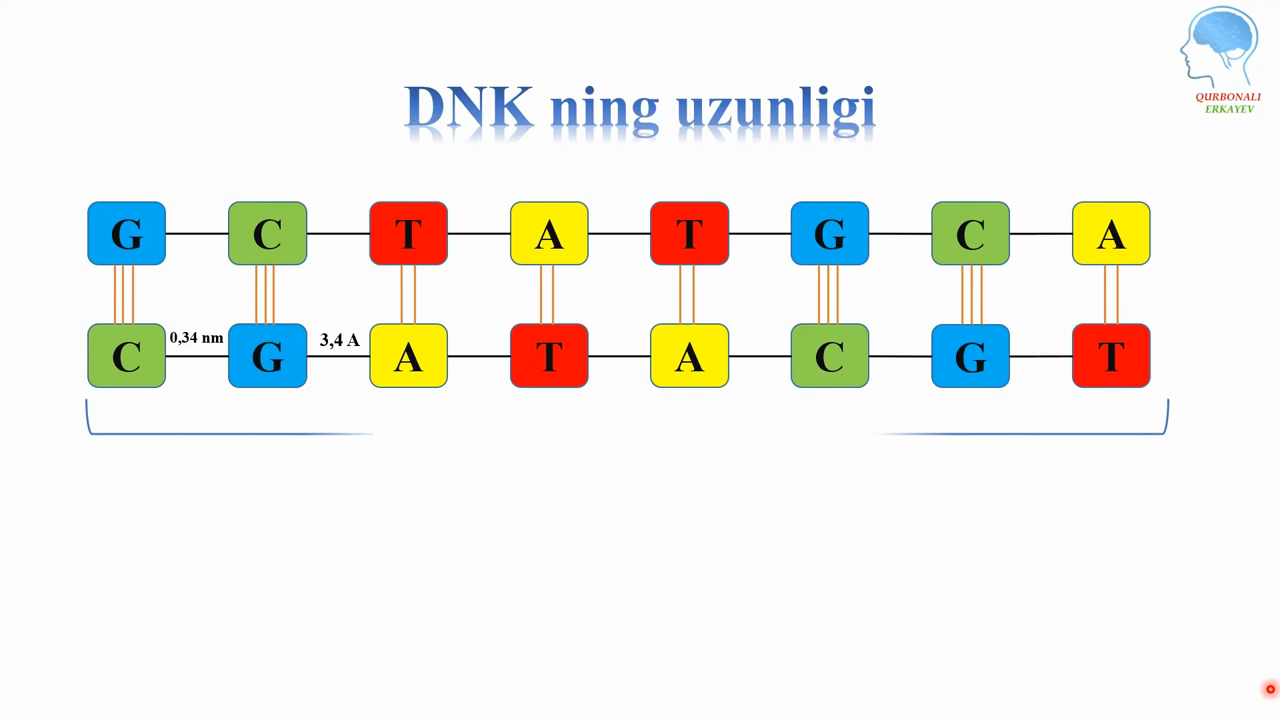 QURBONALI
ERKAYEV
DNK ning uzunligi
G C T A T G C A
0,34 nm 3,4 A
C G A T A C G T